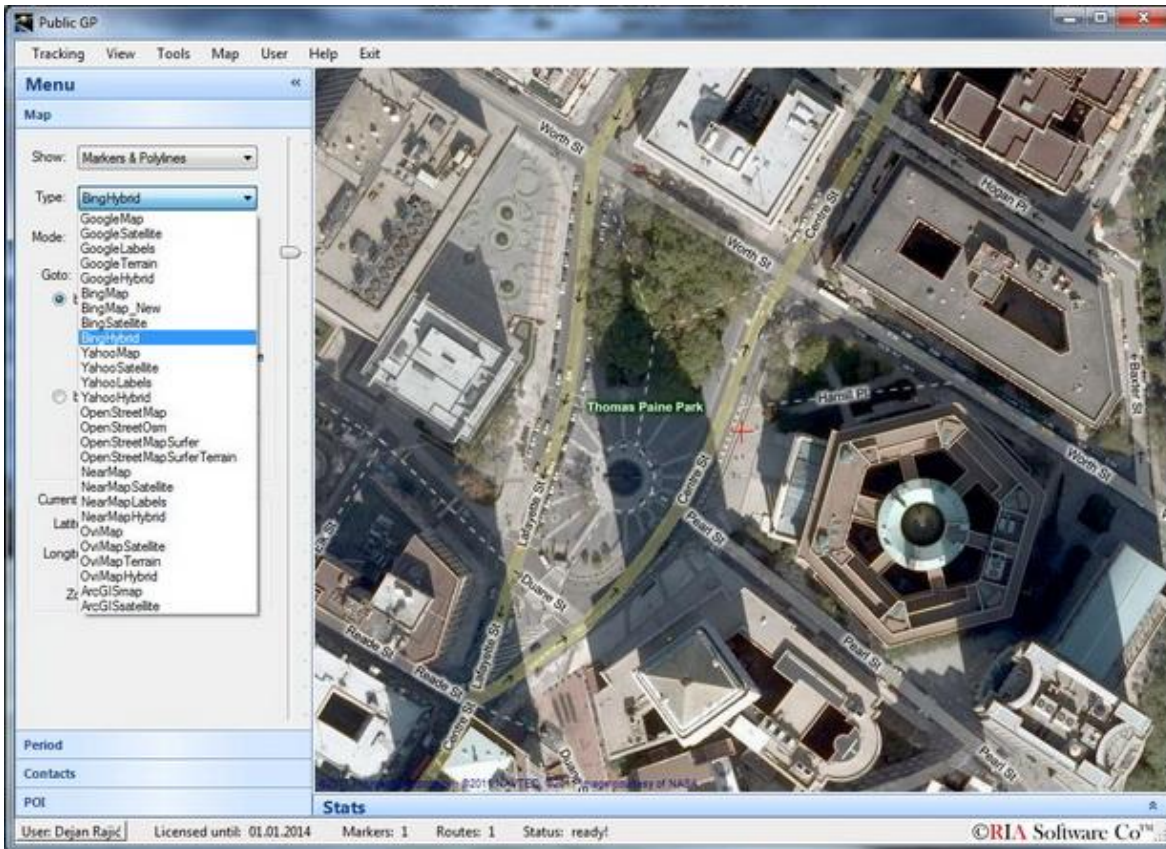 Public GP
Tracking View Tools Map User Help Exit
Menu
Map
Show: Markers & Polylines
Type: BingHybrid
GoogleMap
Mode: GoogleSatellite
GoogleLabels
GoogleTerrain
Goto: GoogleHybrid
BingMap
BingMap_New
BingSatellite
BingHybrid
YahooMap
YahooSatellite
YahooLabels
YahooHybrid
OpenStreetMap
OpenStreetOsm
OpenStreetMapSurfer
OpenStreetMapSurferTerrain
NearMap
NearMapSatellite
Current NearMapLabels
NearMapHybrid
OviMap
OviMapSatellite
OviMapTerrain
OviMapHybrid
ArcGISmap
ArcGISsatellite
Period
Contacts
POI
Worth St
Hogan Pl
Centre St
Worth St
Baxter St
Hamill Pl
Thomas Paine Park
Worth St
Centre St
Lafayette St
Pearl St
Duane St
Reade St
Pearl St
Reade St
Lafayette St
Centre St
Pearl St
Stats
User: Dejan Rajić Licensed until: 01.01.2014 Markers: 1 Routes: 1 Status: ready!
©RIA Software Co™